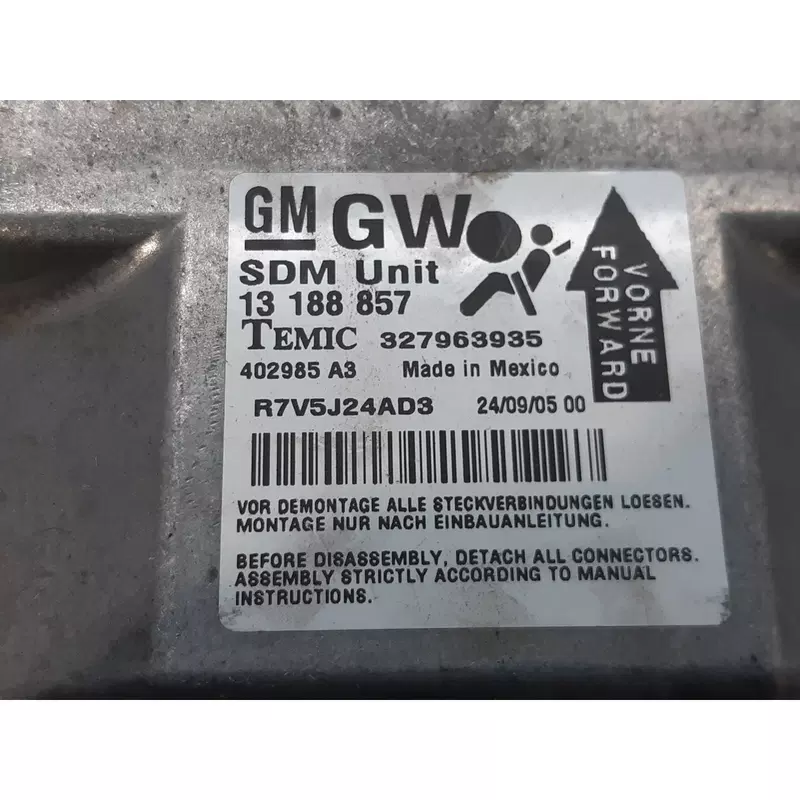 GM GW
SDM Unit
13 188 857
TEMIC 327963935
402985 A3 Made in Mexico
R7V5J24AD3 24/09/05 00
VORNE
FORWARD
VOR DEMONTAGE ALLE STECKVERBINDUNGEN LOESEN.
MONTAGE NUR NACH EINBAUANLEITUNG.
BEFORE DISASSEMBLY, DETACH ALL CONNECTORS.
ASSEMBLY STRICTLY ACCORDING TO MANUAL
INSTRUCTIONS.